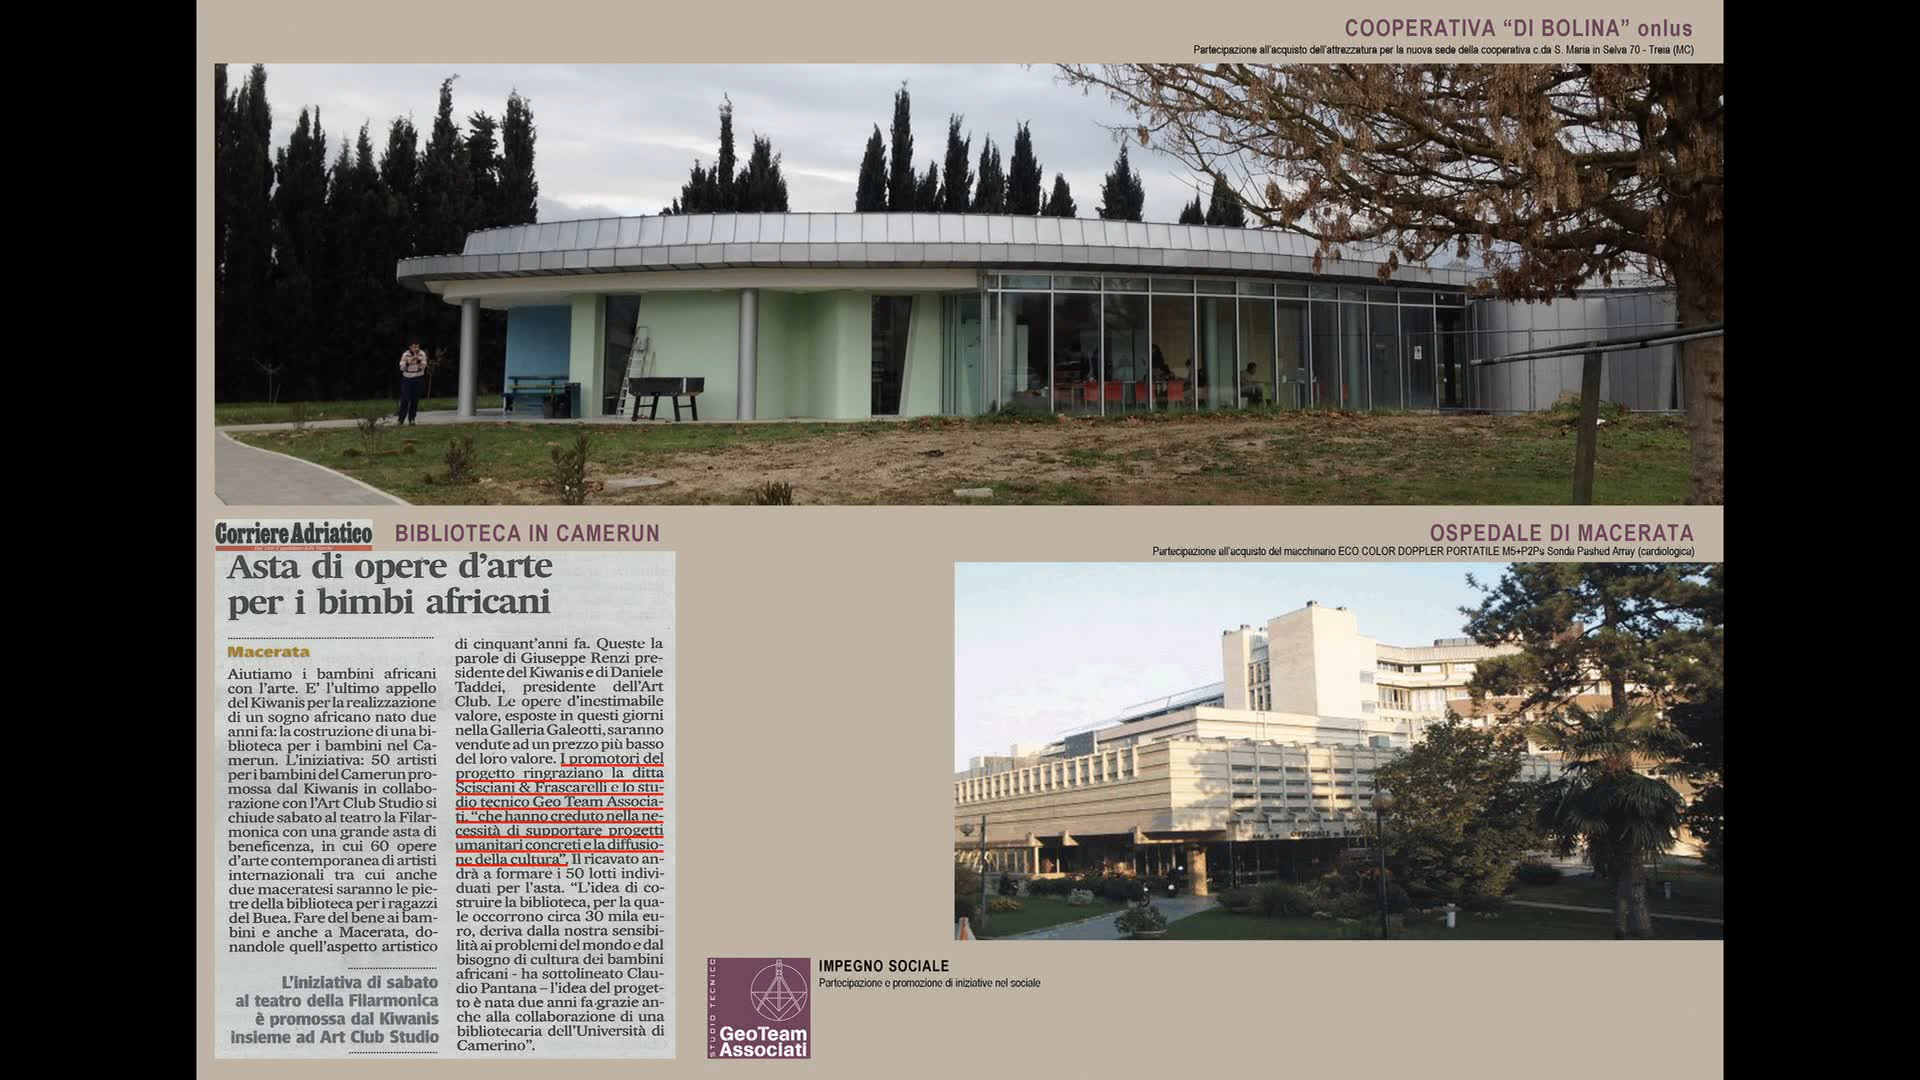 COOPERATIVA “DI BOLINA” onlus
Partecipazione all'acquisto dell'attrezzatura per la nuova sede della cooperativa c.da S. Maria in Selva 70 - Treia (MC)
Corriere Adriatico
BIBLIOTECA IN CAMERUN
Asta di opere d'arte
per i bimbi africani
Macerata
Aiutiamo i bambini africani
con l'arte. E' l'ultimo appello
del Kiwanis per la realizzazione
di un sogno africano nato due
anni fa: la costruzione di una bi-
blioteca per i bambini nel Ca-
merun. L'iniziativa: 50 artisti
per i bambini del Camerun pro-
mossa dal Kiwanis in collabo-
razione con l'Art Club Studio si
chiude sabato al teatro la Filar-
monica con una grande asta di
beneficenza, in cui 60 opere
d'arte contemporanea di artisti
internazionali tra cui anche
due maceratesi saranno le pie-
tre della biblioteca per i ragazzi
del Buea. Fare del bene ai bam-
bini e anche a Macerata, do-
nandole quell'aspetto artistico
L'iniziativa di sabato
al teatro della Filarmonica
è promossa dal Kiwanis
insieme ad Art Club Studio
di cinquant'anni fa. Queste la
parole di Giuseppe Renzi pre-
sidente del Kiwanis e di Daniele
Taddei, presidente dell'Art
Club. Le opere d'inestimabile
valore, esposte in questi giorni
nella Galleria Galeotti, saranno
vendute ad un prezzo più basso
del loro valore. I promotori del
progetto ringraziano la ditta
Scisciani & Frascarelli e lo stu-
dio tecnico Geo Team Associa-
ti, “che hanno creduto nella ne-
cessità di supportare progetti
umanitari concreti e la diffusio-
ne della cultura”. Il ricavato an-
drà a formare i 50 lotti indivi-
duati per l'asta. “L'idea di co-
struire la biblioteca, per la qua-
le occorrono circa 30 mila eu-
ro, deriva dalla nostra sensibi-
lità ai problemi del mondo e dal
bisogno di cultura dei bambini
africani - ha sottolineato Clau-
dio Pantana – l'idea del proget-
to è nata due anni fa grazie an-
che alla collaborazione di una
bibliotecaria dell'Università di
Camerino”.
OSPEDALE DI MACERATA
Partecipazione all'acquisto del macchinario ECO COLOR DOPPLER PORTATILE M5+P2Ps Sonda Pashed Array (cardiologica)
OSPEDALE DI
STUDIO TECNICO
GeoTeam
Associati
IMPEGNO SOCIALE
Partecipazione e promozione di iniziative nel sociale